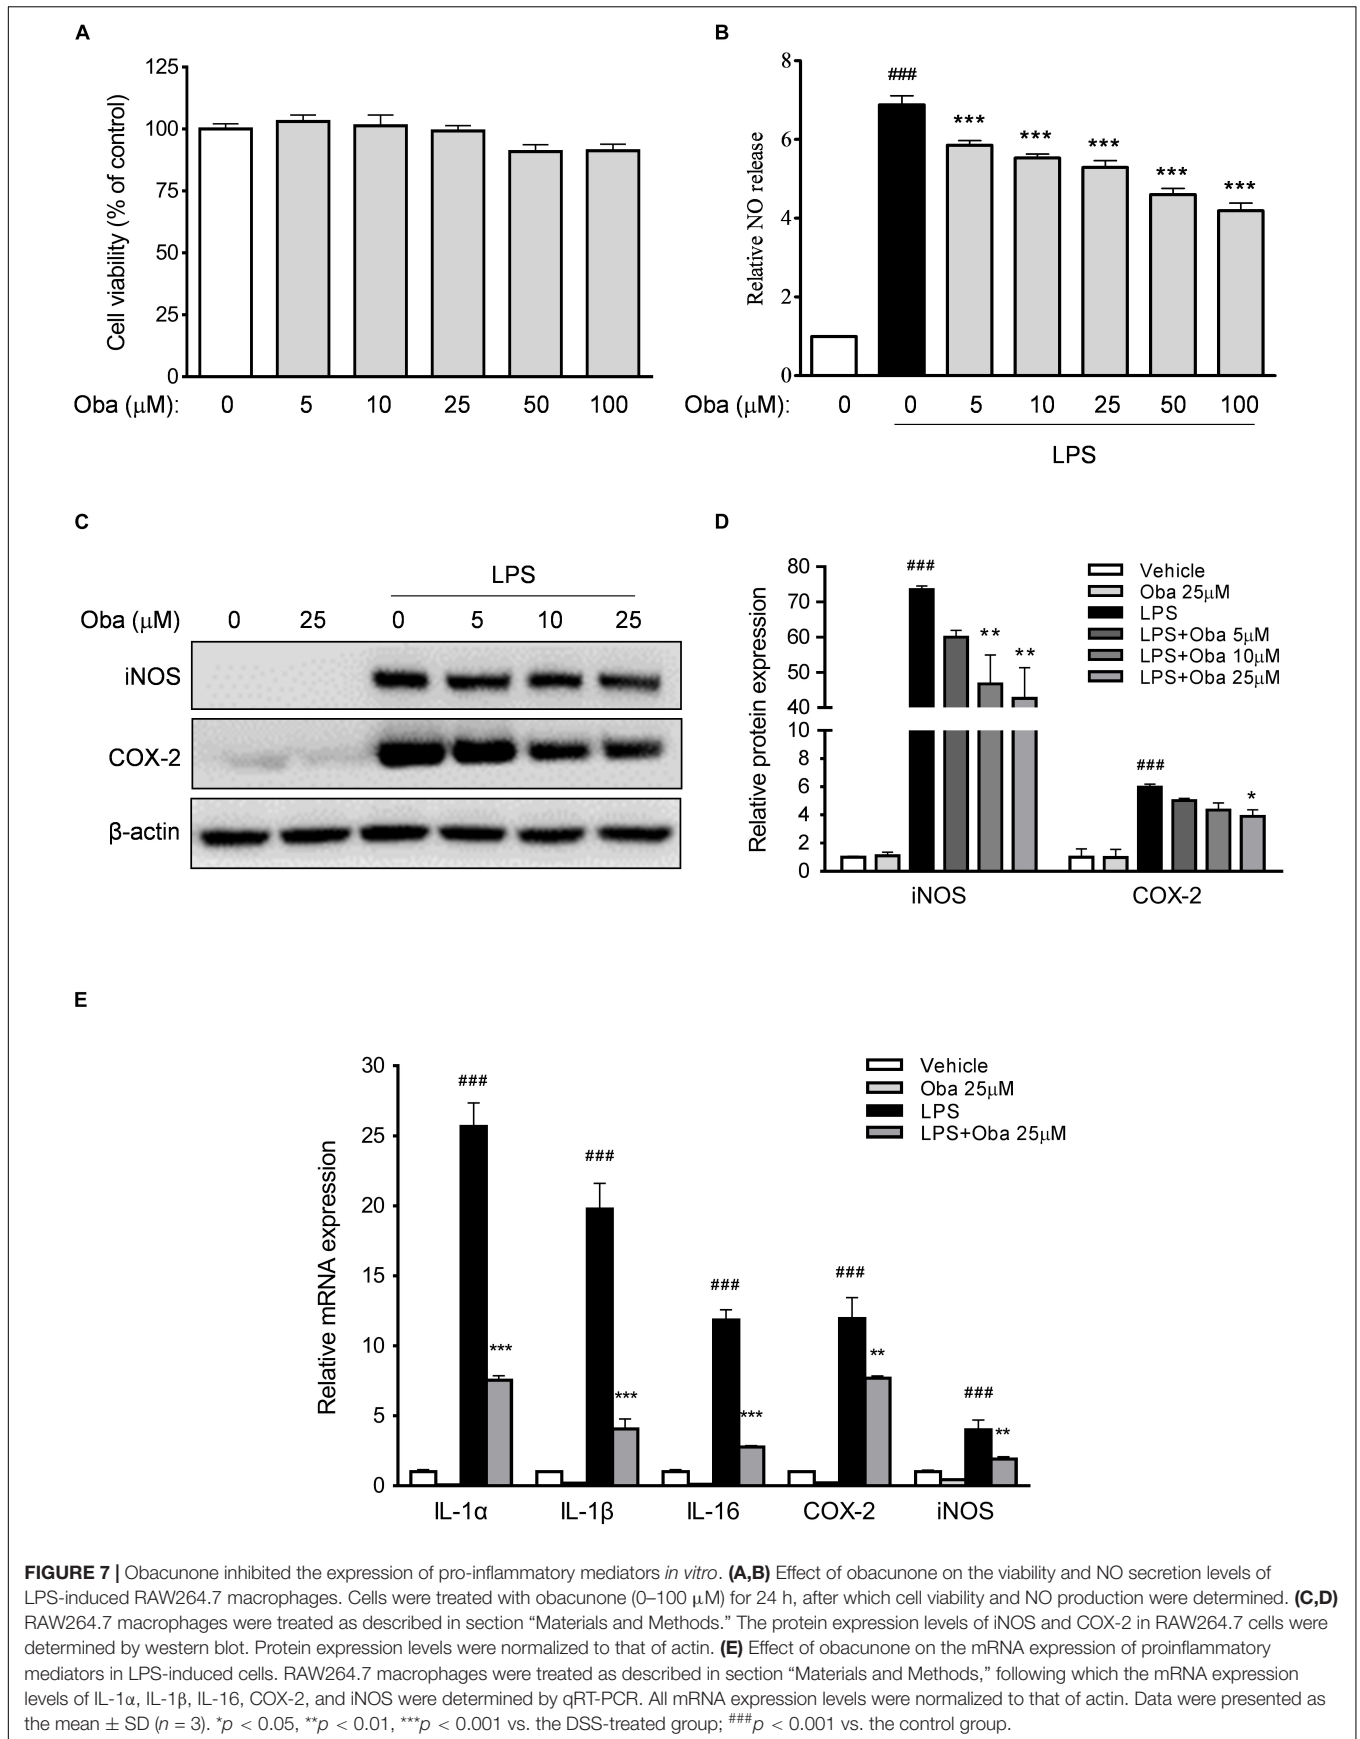 A
125
100
75
50
25
0
Cell viability (% of control)
Oba (μM): 0 5 10 25 50 100
B
8
6
4
2
0
Relative NO release
###
***
***
***
***
***
Oba (μM): 0 0 5 10 25 50 100
LPS
C
LPS
Oba (μM) 0 25 0 5 10 25
iNOS
COX-2
β-actin
D
80
70
60
50
40
10
8
6
4
2
0
Relative protein expression
###
**
**
###
*
iNOS COX-2
Vehicle
Oba 25μM
LPS
LPS+Oba 5μM
LPS+Oba 10μM
LPS+Oba 25μM
E
30
25
20
15
10
5
0
Relative mRNA expression
###
***
###
***
###
***
###
**
###
**
IL-1α IL-1β IL-16 COX-2 iNOS
Vehicle
Oba 25μM
LPS
LPS+Oba 25μM
FIGURE 7 | Obacunone inhibited the expression of pro-inflammatory mediators in vitro. (A,B) Effect of obacunone on the viability and NO secretion levels of
LPS-induced RAW264.7 macrophages. Cells were treated with obacunone (0–100 μM) for 24 h, after which cell viability and NO production were determined. (C,D)
RAW264.7 macrophages were treated as described in section “Materials and Methods.” The protein expression levels of iNOS and COX-2 in RAW264.7 cells were
determined by western blot. Protein expression levels were normalized to that of actin. (E) Effect of obacunone on the mRNA expression of proinflammatory
mediators in LPS-induced cells. RAW264.7 macrophages were treated as described in section “Materials and Methods,” following which the mRNA expression
levels of IL-1α, IL-1β, IL-16, COX-2, and iNOS were determined by qRT-PCR. All mRNA expression levels were normalized to that of actin. Data were presented as
the mean ± SD (n = 3). *p < 0.05, **p < 0.01, ***p < 0.001 vs. the DSS-treated group; ###p < 0.001 vs. the control group.